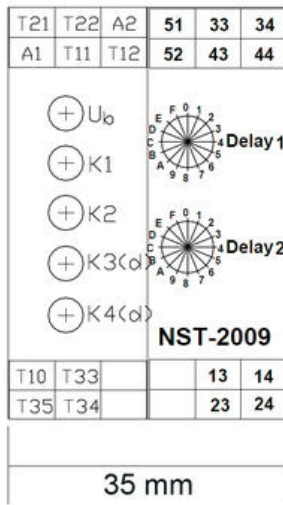 T21 T22 A2 51 33 34
A1 T11 T12 52 43 44
Ub
K1
K2
K3(d)
K4(d)
0 1 2 3 4 5 6 7 8 9 A B C D E F
Delay 1
0 1 2 3 4 5 6 7 8 9 A B C D E F
Delay 2
NST-2009
T10 T33 13 14
T35 T34 23 24
35 mm